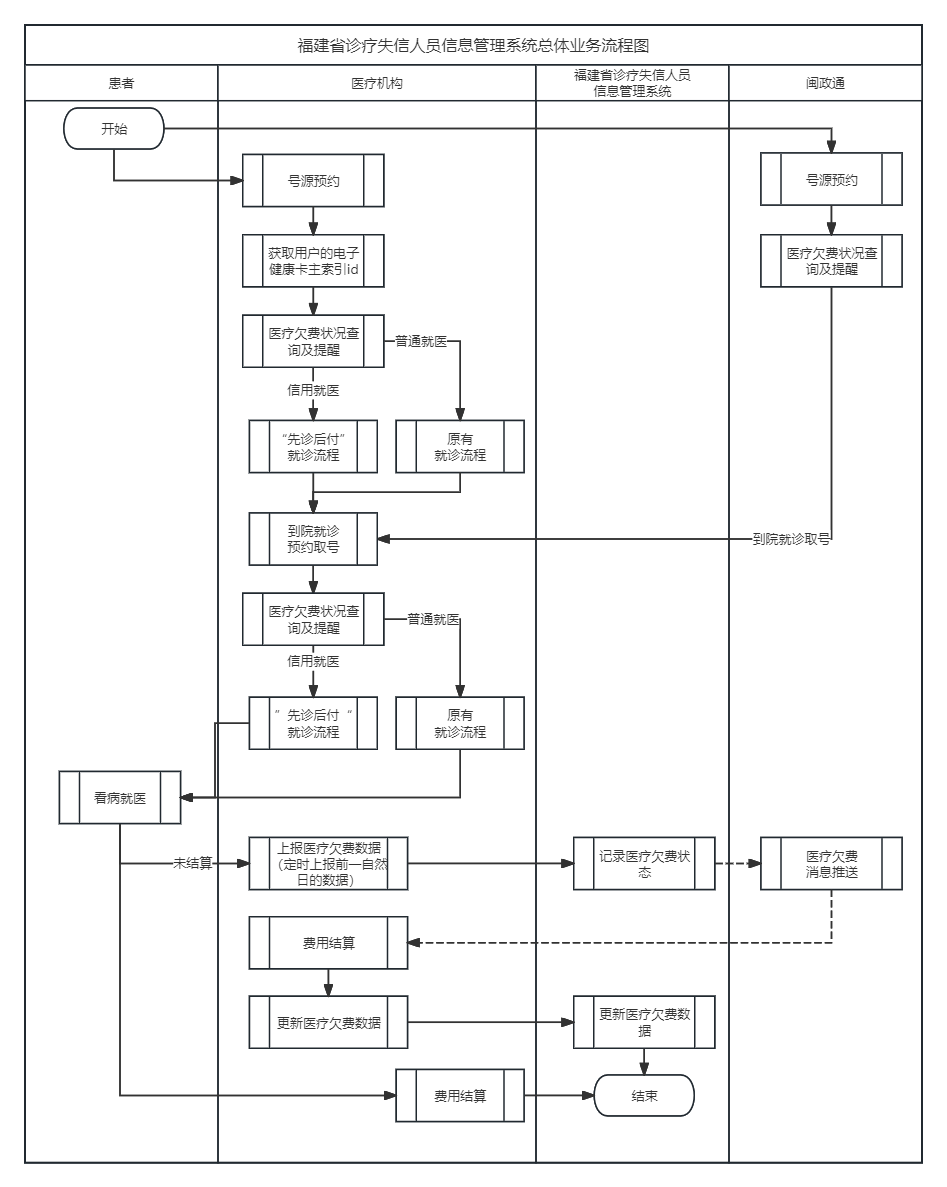 福建省诊疗失信人员信息管理系统总体业务流程图
患者
医疗机构
福建省诊疗失信人员
信息管理系统
闽政通
开始
号源预约
号源预约
获取用户的电子
健康卡主索引id
医疗欠费状况查
询及提醒
医疗欠费状况查
询及提醒
普通就医
信用就医
“先诊后付”
就诊流程
原有
就诊流程
到院就诊
预约取号
到院就诊取号
医疗欠费状况查
询及提醒
普通就医
信用就医
”先诊后付“
就诊流程
原有
就诊流程
看病就医
未结算
上报医疗欠费数据
（定时上报前一自然
日的数据）
记录医疗欠费状
态
医疗欠费
消息推送
费用结算
更新医疗欠费数据
更新医疗欠费数
据
费用结算
结束